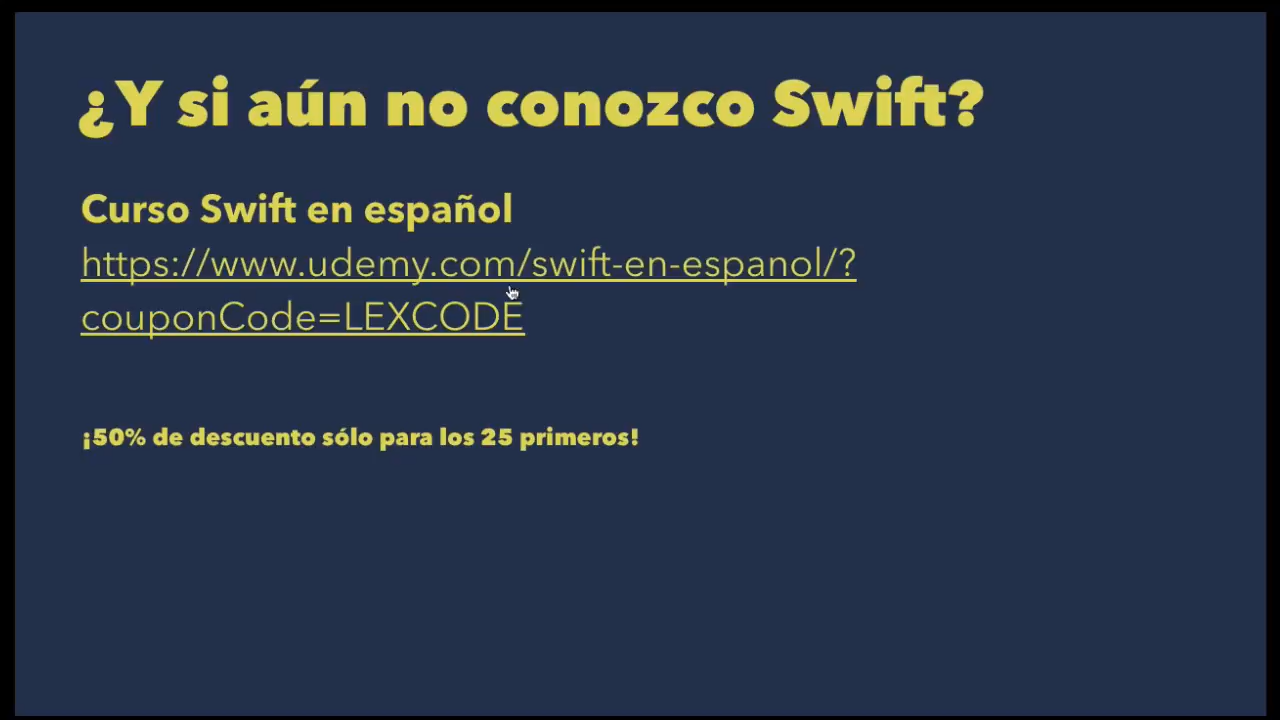 ¿Y si aún no conozco Swift?
Curso Swift en español
https://www.udemy.com/swift-en-espanol/?
couponCode=LEXCODE
¡50% de descuento sólo para los 25 primeros!